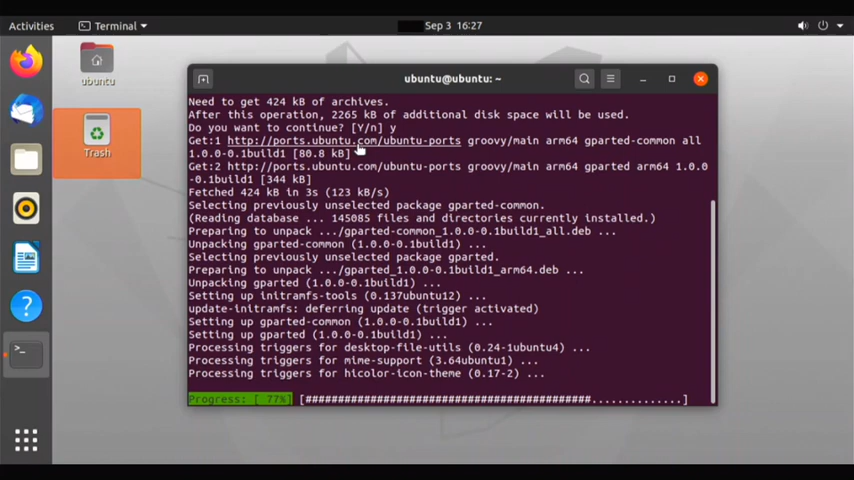 Activities
Terminal
Sep 3 16:27
ubuntu
Trash
ubuntu@ubuntu: ~
Need to get 424 kB of archives.
After this operation, 2265 kB of additional disk space will be used.
Do you want to continue? [Y/n] y
Get:1 http://ports.ubuntu.com/ubuntu-ports groovy/main arm64 gparted-common all
1.0.0-0.1build1 [80.8 kB]
Get:2 http://ports.ubuntu.com/ubuntu-ports groovy/main arm64 gparted arm64 1.0.0
-0.1build1 [344 kB]
Fetched 424 kB in 3s (123 kB/s)
Selecting previously unselected package gparted-common.
(Reading database ... 145085 files and directories currently installed.)
Preparing to unpack .../gparted-common_1.0.0-0.1build1_all.deb ...
Unpacking gparted-common (1.0.0-0.1build1) ...
Selecting previously unselected package gparted.
Preparing to unpack .../gparted_1.0.0-0.1build1_arm64.deb ...
Unpacking gparted (1.0.0-0.1build1) ...
Setting up initramfs-tools (0.137ubuntu12) ...
update-initramfs: deferring update (trigger activated)
Setting up gparted-common (1.0.0-0.1build1) ...
Setting up gparted (1.0.0-0.1build1) ...
Processing triggers for desktop-file-utils (0.24-1ubuntu4) ...
Processing triggers for mime-support (3.64ubuntu1) ...
Processing triggers for hicolor-icon-theme (0.17-2) ...
Progress: [ 77%] [############################################..............]